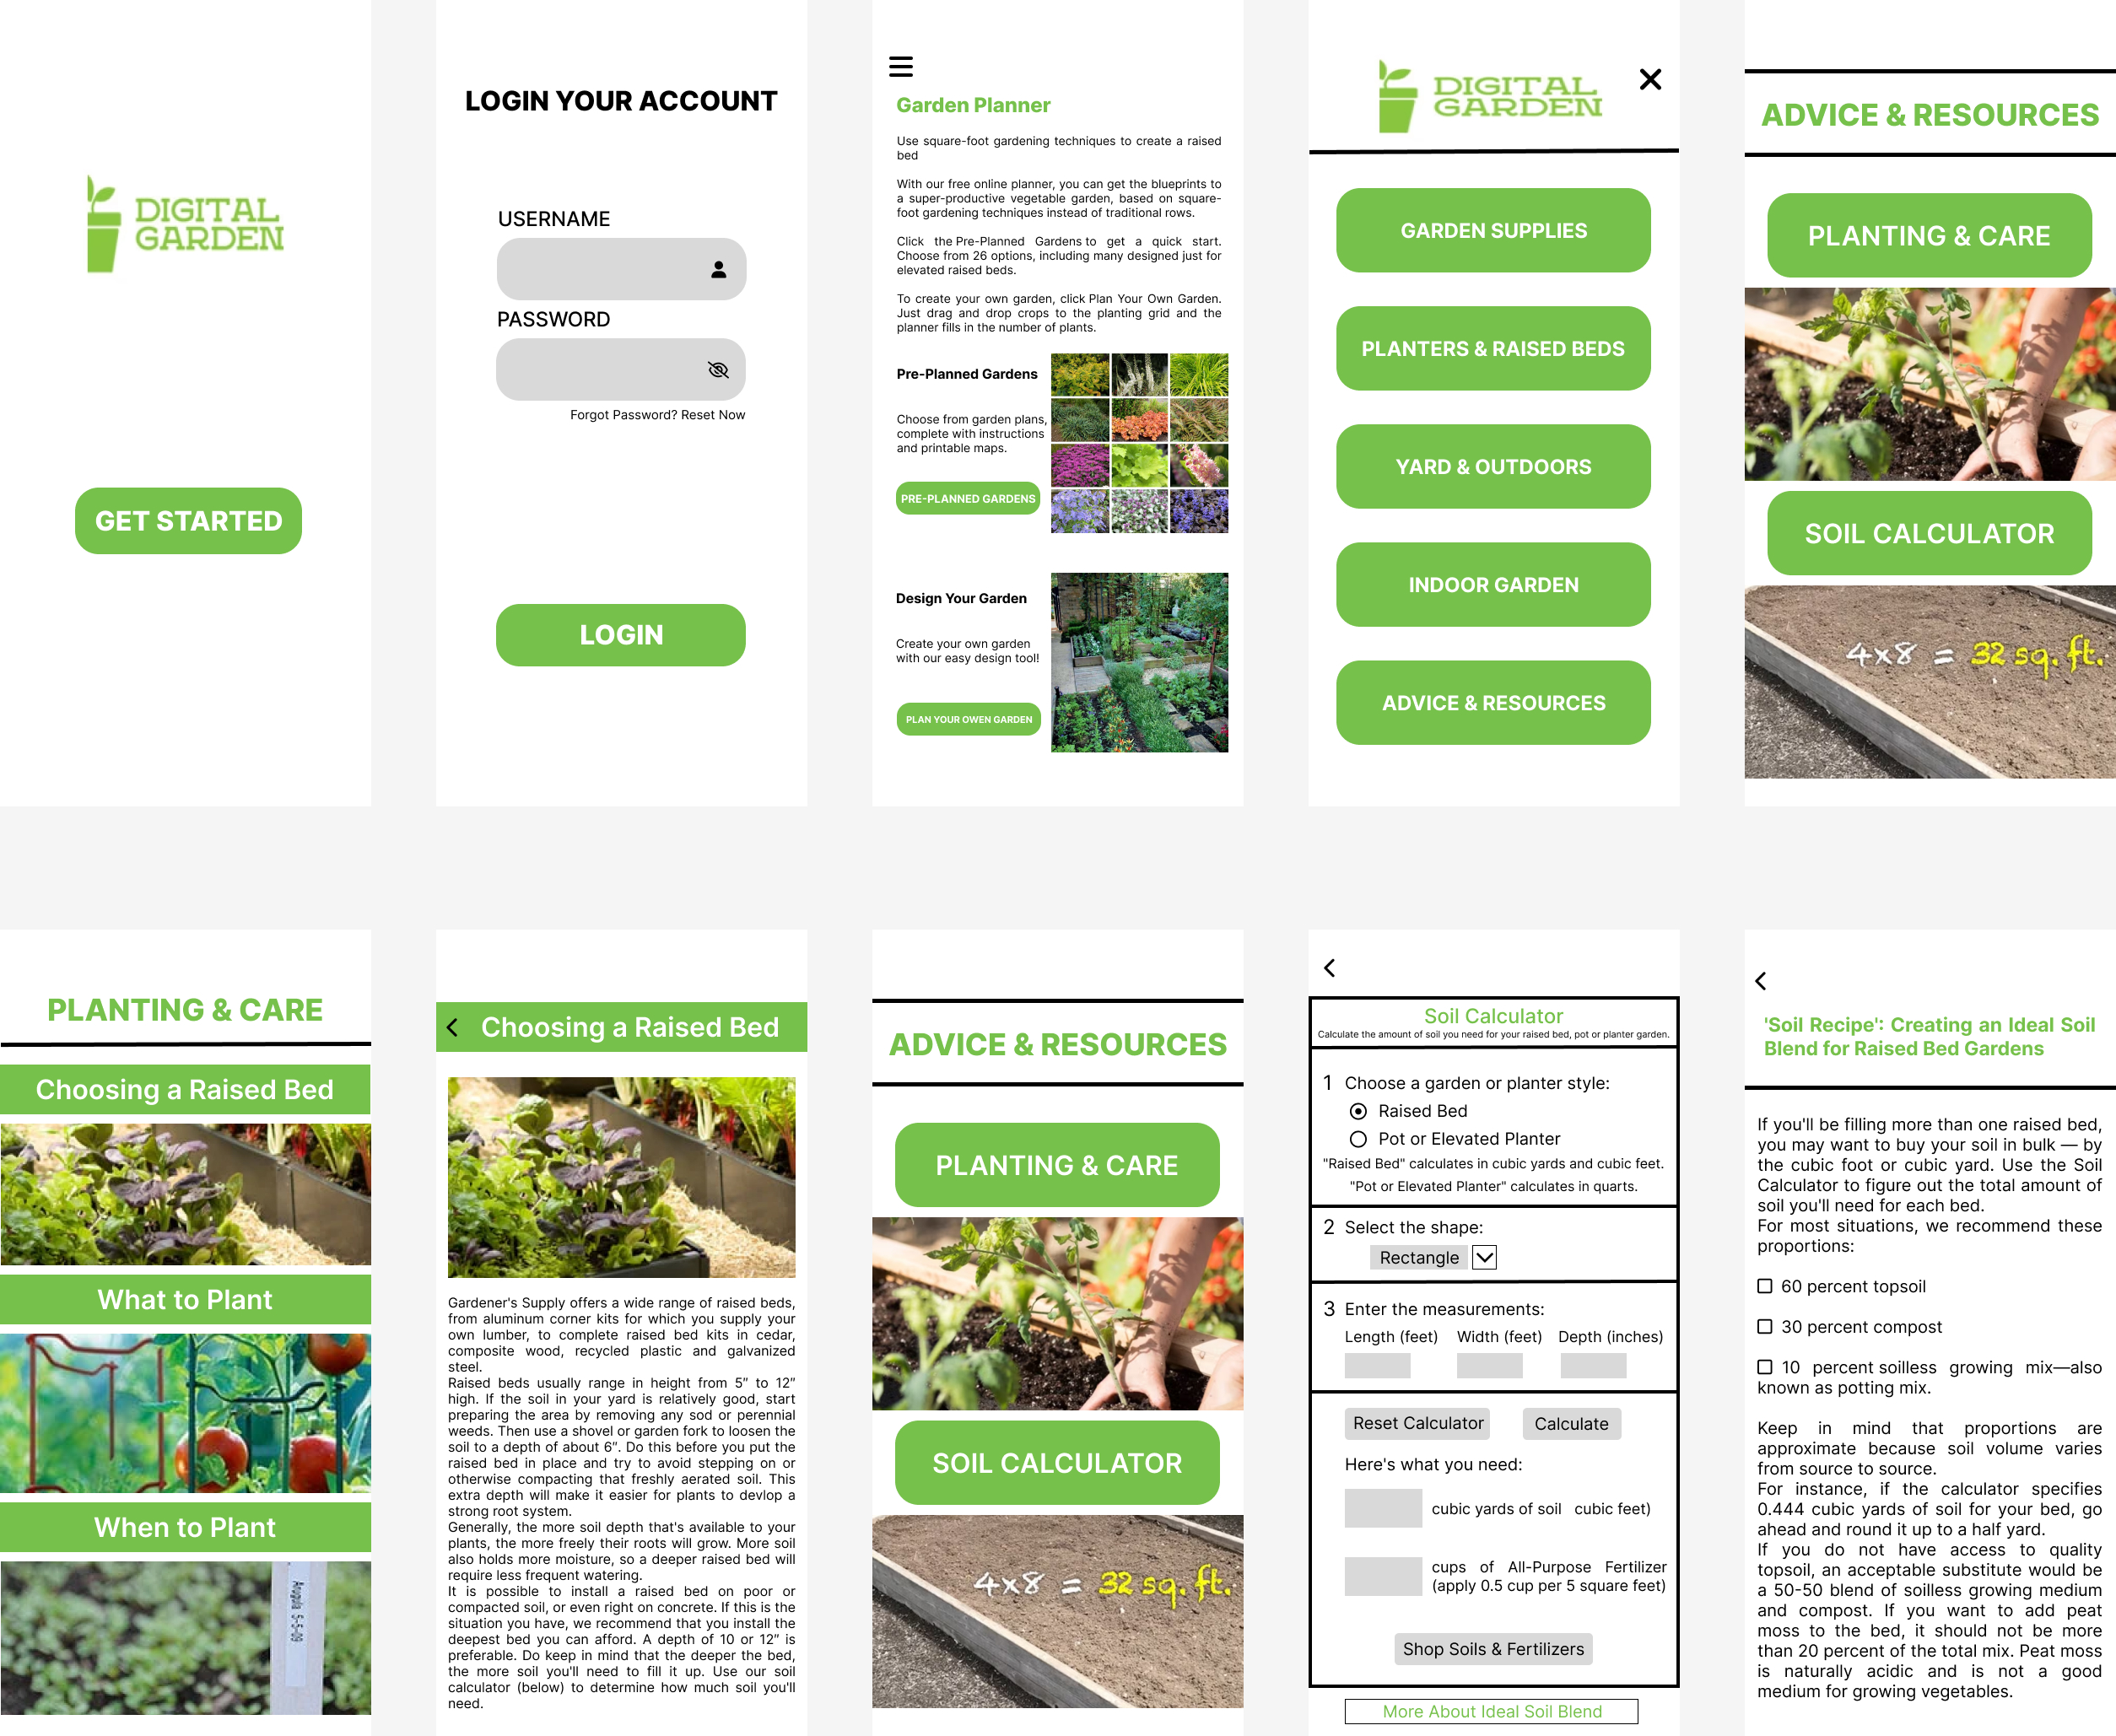 DIGITAL
GARDEN
GET STARTED
LOGIN YOUR ACCOUNT
USERNAME
PASSWORD
Forgot Password? Reset Now
LOGIN
Garden Planner
Use square-foot gardening techniques to create a raised
bed
With our free online planner, you can get the blueprints to
a super-productive vegetable garden, based on square-
foot gardening techniques instead of traditional rows.
Click the Pre-Planned Gardens to get a quick start.
Choose from 26 options, including many designed just for
elevated raised beds.
To create your own garden, click Plan Your Own Garden.
Just drag and drop crops to the planting grid and the
planner fills in the number of plants.
Pre-Planned Gardens
Choose from garden plans,
complete with instructions
and printable maps.
PRE-PLANNED GARDENS
Design Your Garden
Create your own garden
with our easy design tool!
PLAN YOUR OWEN GARDEN
DIGITAL
GARDEN
GARDEN SUPPLIES
PLANTERS & RAISED BEDS
YARD & OUTDOORS
INDOOR GARDEN
ADVICE & RESOURCES
ADVICE & RESOURCES
PLANTING & CARE
SOIL CALCULATOR
4x8 = 32 sq. ft.
PLANTING & CARE
Choosing a Raised Bed
What to Plant
When to Plant
Arugula 5-5-09
Choosing a Raised Bed
Gardener's Supply offers a wide range of raised beds,
from aluminum corner kits for which you supply your
own lumber, to complete raised bed kits in cedar,
composite wood, recycled plastic and galvanized
steel.
Raised beds usually range in height from 5" to 12"
high. If the soil in your yard is relatively good, start
preparing the area by removing any sod or perennial
weeds. Then use a shovel or garden fork to loosen the
soil to a depth of about 6". Do this before you put the
raised bed in place and try to avoid stepping on or
otherwise compacting that freshly aerated soil. This
extra depth will make it easier for plants to devlop a
strong root system.
Generally, the more soil depth that's available to your
plants, the more freely their roots will grow. More soil
also holds more moisture, so a deeper raised bed will
require less frequent watering.
It is possible to install a raised bed on poor or
compacted soil, or even right on concrete. If this is the
situation you have, we recommend that you install the
deepest bed you can afford. A depth of 10 or 12" is
preferable. Do keep in mind that the deeper the bed,
the more soil you'll need to fill it up. Use our soil
calculator (below) to determine how much soil you'll
need.
ADVICE & RESOURCES
PLANTING & CARE
SOIL CALCULATOR
4x8 = 32 sq. ft.
Soil Calculator
Calculate the amount of soil you need for your raised bed, pot or planter garden.
1 Choose a garden or planter style:
Raised Bed
Pot or Elevated Planter
"Raised Bed" calculates in cubic yards and cubic feet.
"Pot or Elevated Planter" calculates in quarts.
2 Select the shape:
Rectangle
3 Enter the measurements:
Length (feet) Width (feet) Depth (inches)
Reset Calculator Calculate
Here's what you need:
cubic yards of soil cubic feet)
cups of All-Purpose Fertilizer
(apply 0.5 cup per 5 square feet)
Shop Soils & Fertilizers
More About Ideal Soil Blend
'Soil Recipe': Creating an Ideal Soil
Blend for Raised Bed Gardens
If you'll be filling more than one raised bed,
you may want to buy your soil in bulk — by
the cubic foot or cubic yard. Use the Soil
Calculator to figure out the total amount of
soil you'll need for each bed.
For most situations, we recommend these
proportions:
60 percent topsoil
30 percent compost
10 percent soilless growing mix—also
known as potting mix.
Keep in mind that proportions are
approximate because soil volume varies
from source to source.
For instance, if the calculator specifies
0.444 cubic yards of soil for your bed, go
ahead and round it up to a half yard.
If you do not have access to quality
topsoil, an acceptable substitute would be
a 50-50 blend of soilless growing medium
and compost. If you want to add peat
moss to the bed, it should not be more
than 20 percent of the total mix. Peat moss
is naturally acidic and is not a good
medium for growing vegetables.